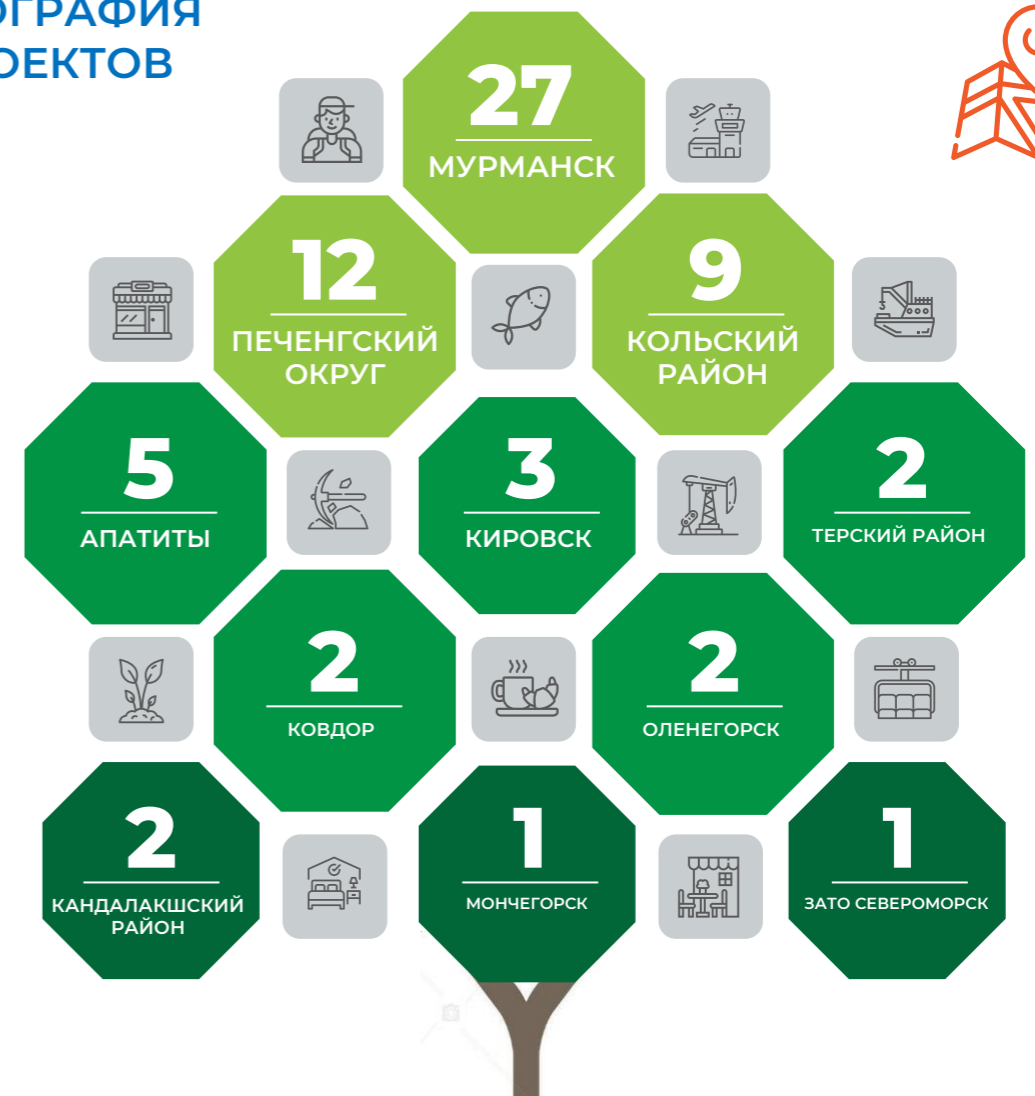 ОГРАФИЯ
ОЕКТОВ
27
МУРМАНСК
12
ПЕЧЕНГСКИЙ
ОКРУГ
9
КОЛЬСКИЙ
РАЙОН
5
АПАТИТЫ
3
КИРОВСК
2
ТЕРСКИЙ РАЙОН
2
КОВДОР
2
ОЛЕНЕГОРСК
2
КАНДАЛАКШСКИЙ
РАЙОН
1
МОНЧЕГОРСК
1
ЗАТО СЕВЕРОМОРСК